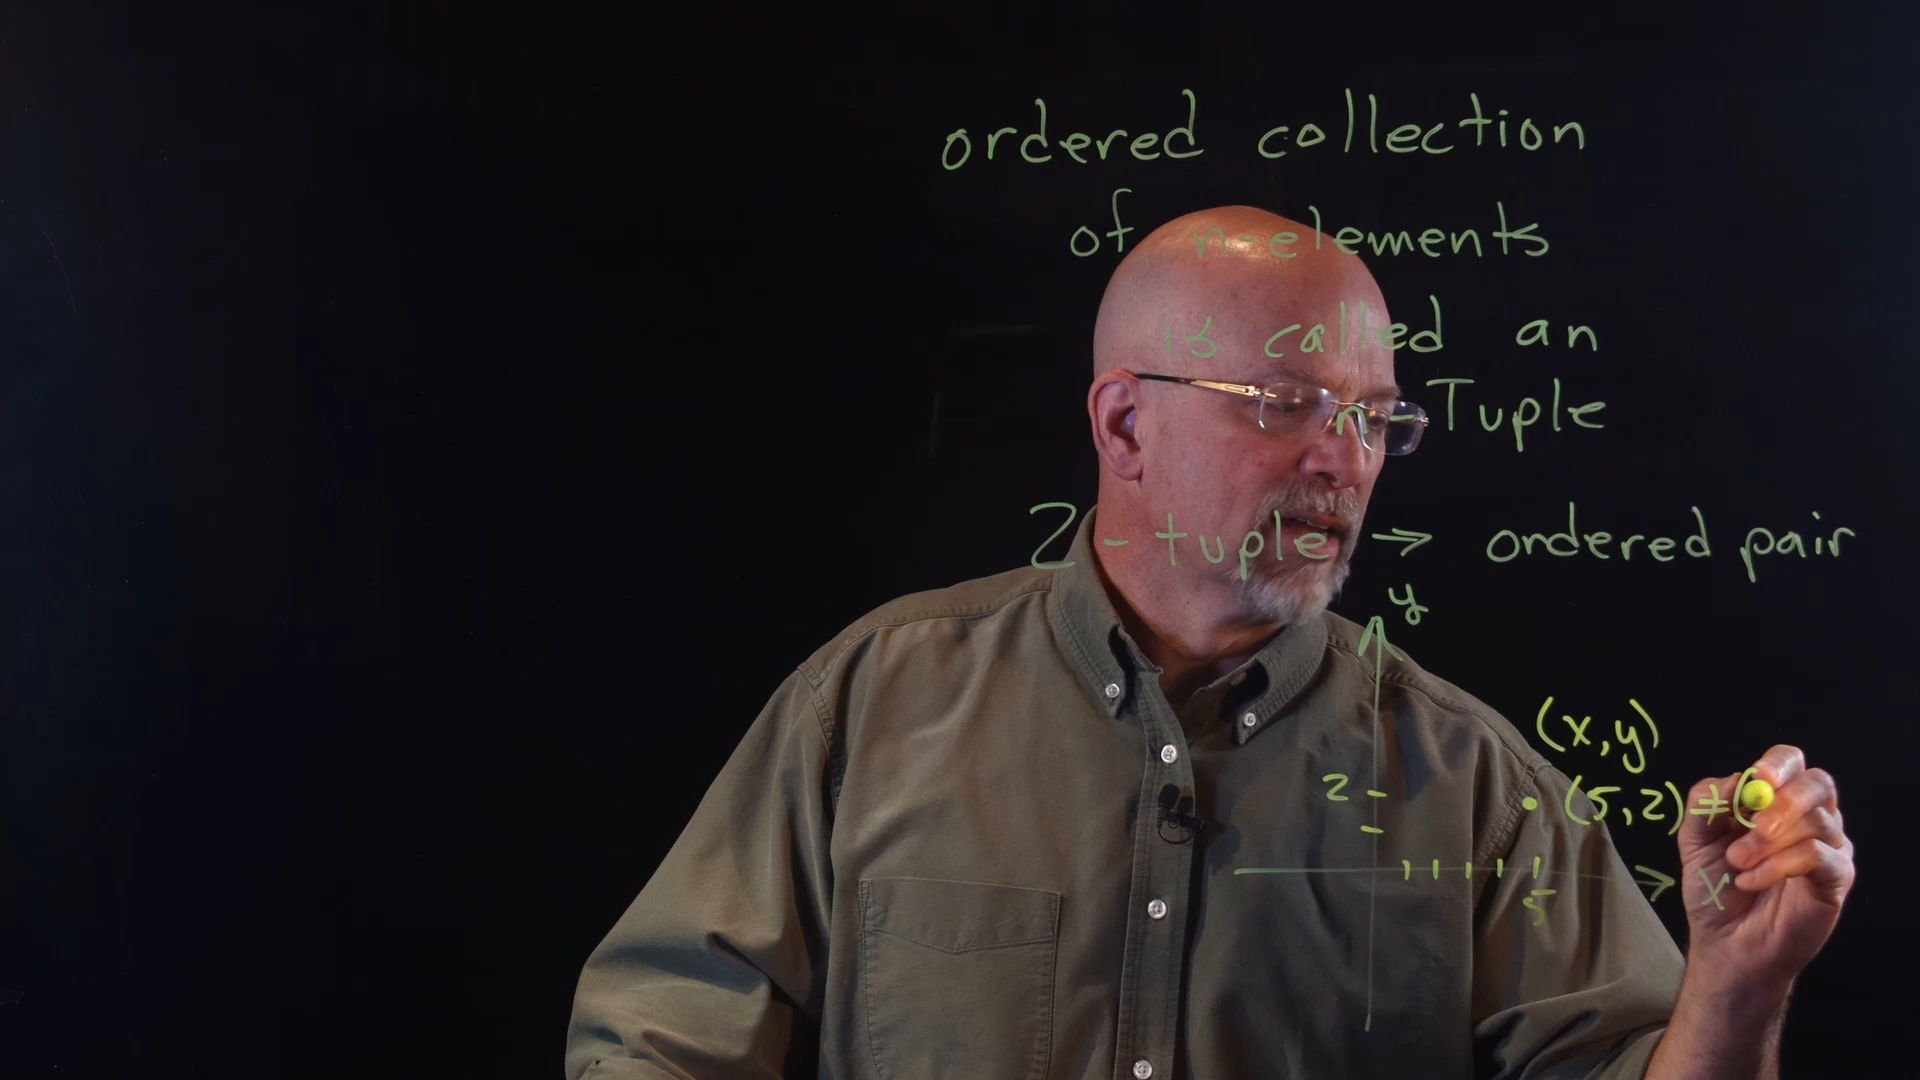 ordered collection
of n-elements
is called an
n-Tuple
2-tuple → ordered pair
y
(x,y)
2
(5,2)≠(
x
5